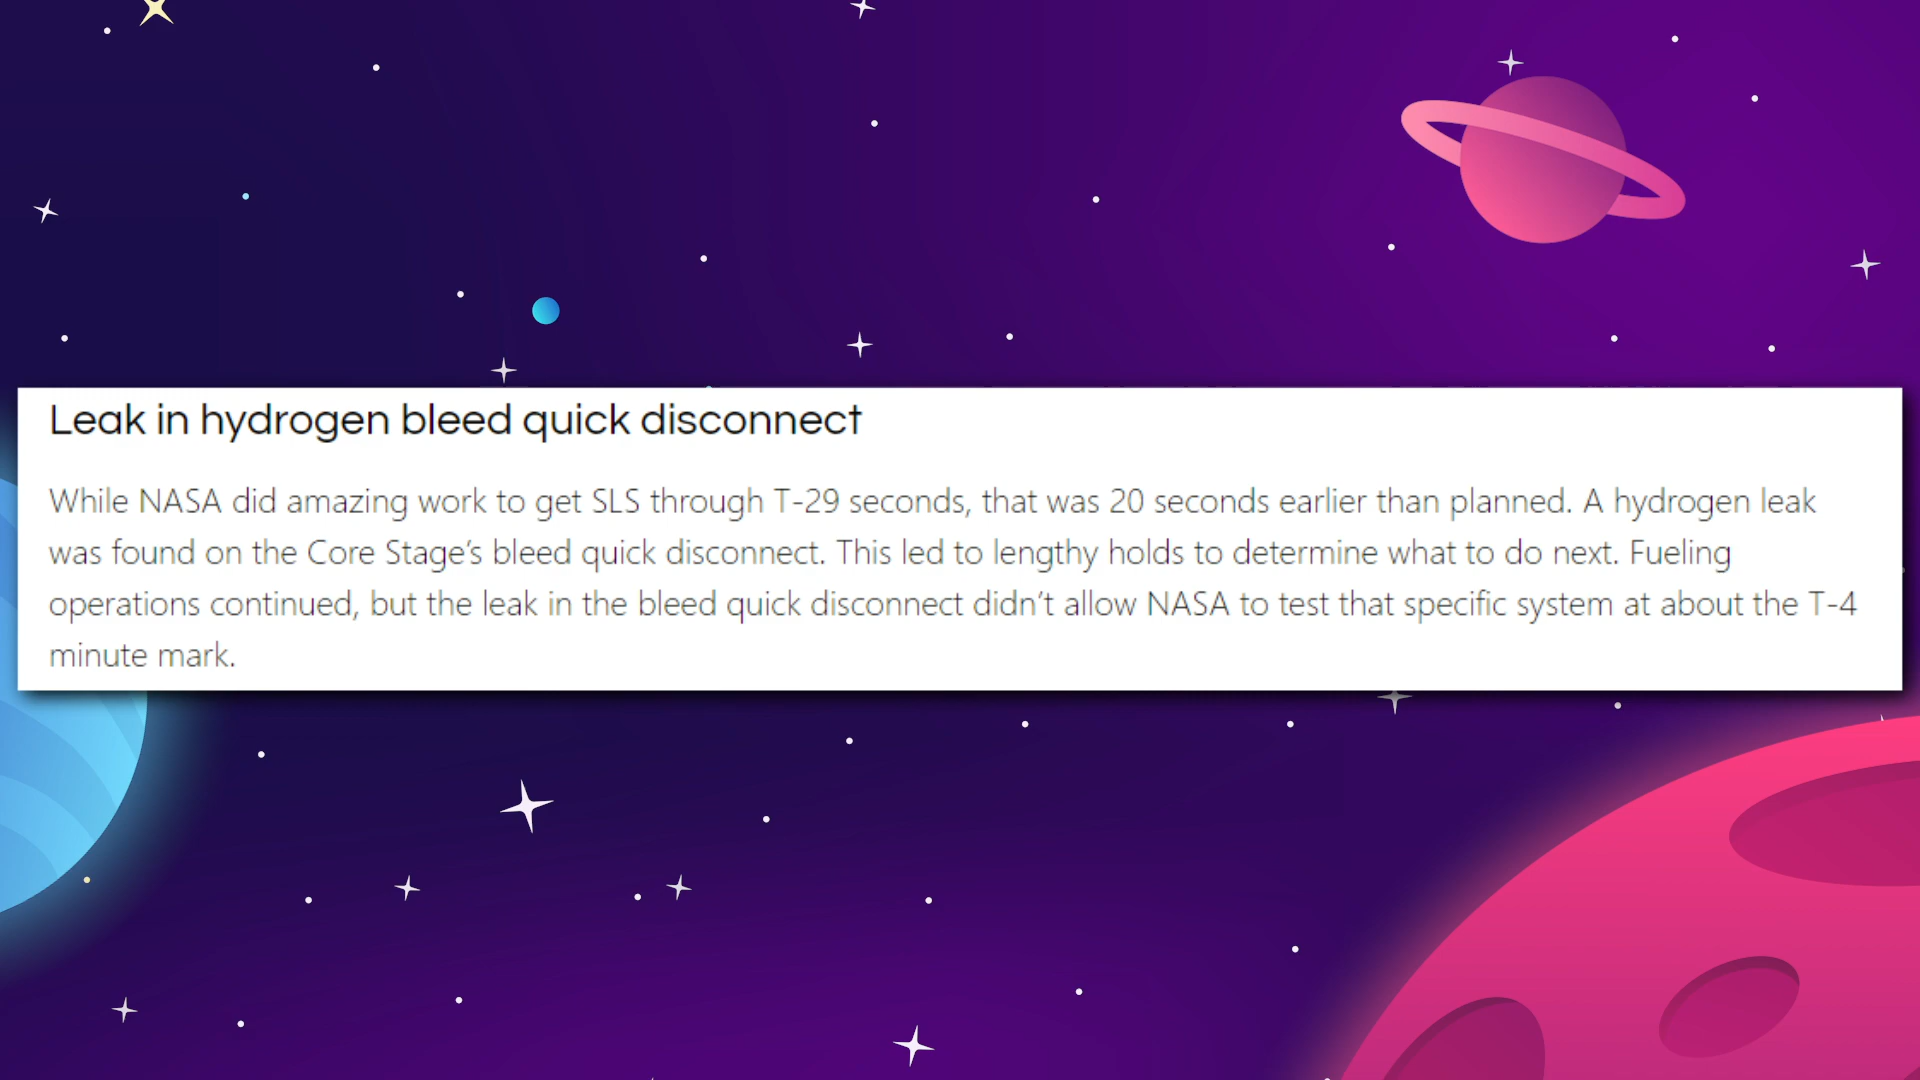 Leak in hydrogen bleed quick disconnect
While NASA did amazing work to get SLS through T-29 seconds, that was 20 seconds earlier than planned. A hydrogen leak
was found on the Core Stage’s bleed quick disconnect. This led to lengthy holds to determine what to do next. Fueling
operations continued, but the leak in the bleed quick disconnect didn’t allow NASA to test that specific system at about the T-4
minute mark.